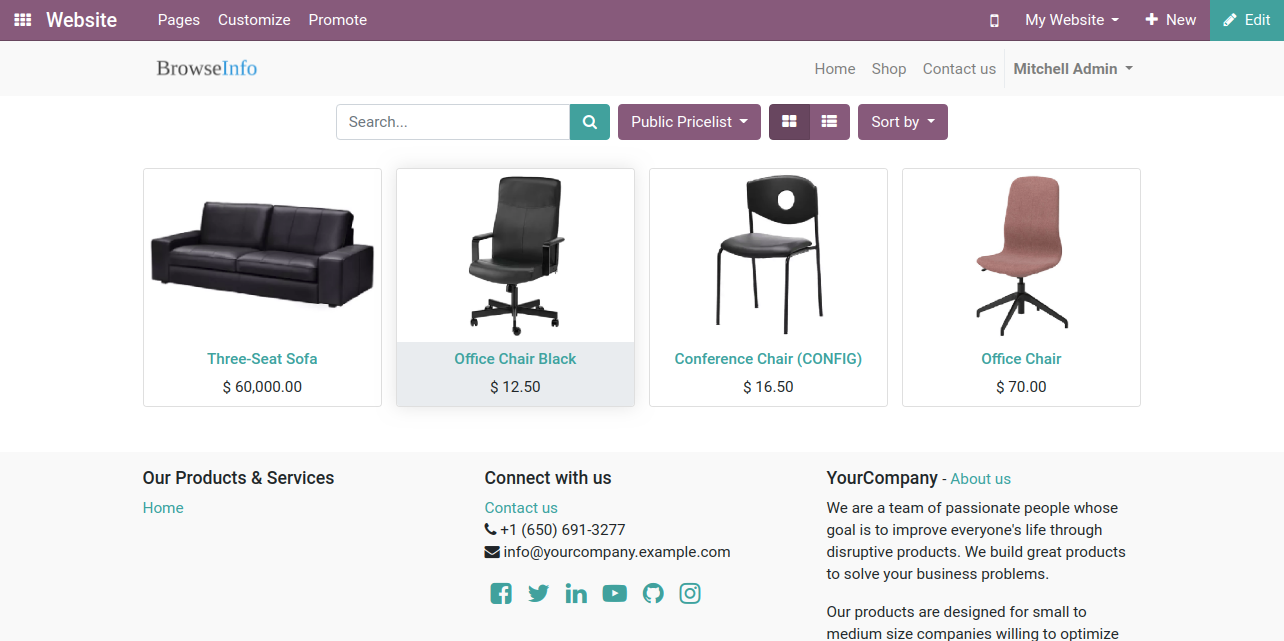 Website Pages Customize Promote My Website New Edit
BrowseInfo Home Shop Contact us Mitchell Admin
Search... Public Pricelist Sort by
Three-Seat Sofa Office Chair Black Conference Chair (CONFIG) Office Chair
$ 60,000.00 $ 12.50 $ 16.50 $ 70.00
Our Products & Services
Home
Connect with us
Contact us
+1 (650) 691-3277
info@yourcompany.example.com
YourCompany - About us
We are a team of passionate people whose
goal is to improve everyone's life through
disruptive products. We build great products
to solve your business problems.
Our products are designed for small to
medium size companies willing to optimize